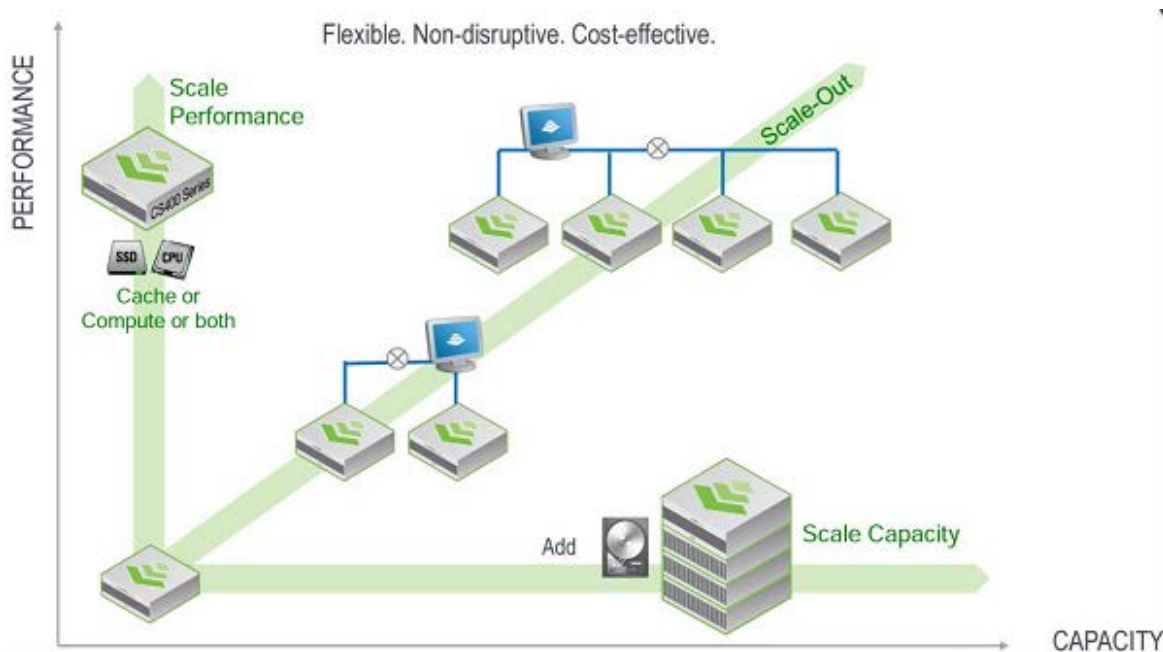 Flexible. Non-disruptive. Cost-effective.
PERFORMANCE
Scale
Performance
CS400 Series
SSD
CPU
Cache or
Compute or both
Scale-Out
Add
Scale Capacity
CAPACITY